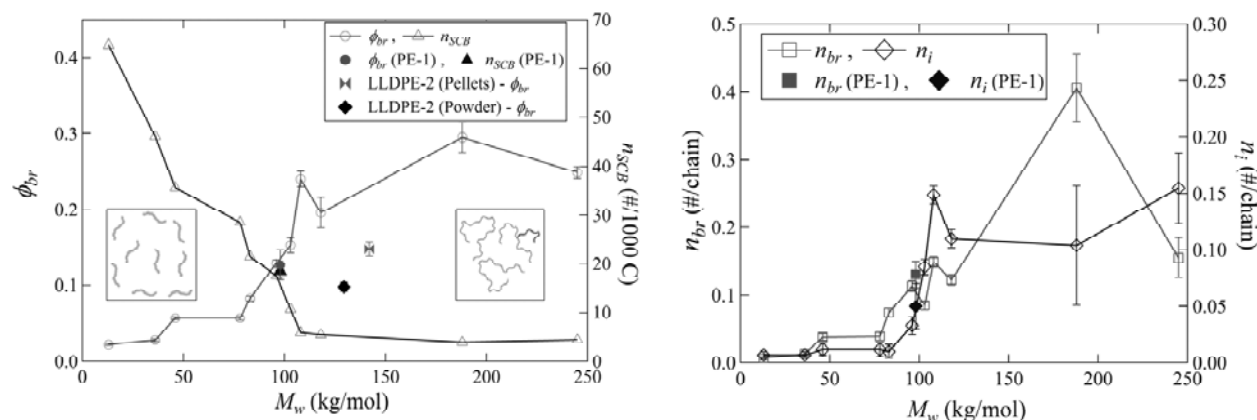 0.4
0.3
0.2
0.1
0.0
ϕbr
70
60
50
40
30
20
10
0
nSCB (#/1000 C)
ϕbr , nSCB
ϕbr (PE-1) , nSCB (PE-1)
LLDPE-2 (Pellets) - ϕbr
LLDPE-2 (Powder) - ϕbr
0 50 100 150 200 250
Mw (kg/mol)
0.5
0.4
0.3
0.2
0.1
0.0
nbr (#/chain)
0.30
0.25
0.20
0.15
0.10
0.05
0.00
ni (#/chain)
nbr , ni
nbr (PE-1) , ni (PE-1)
0 50 100 150 200 250
Mw (kg/mol)